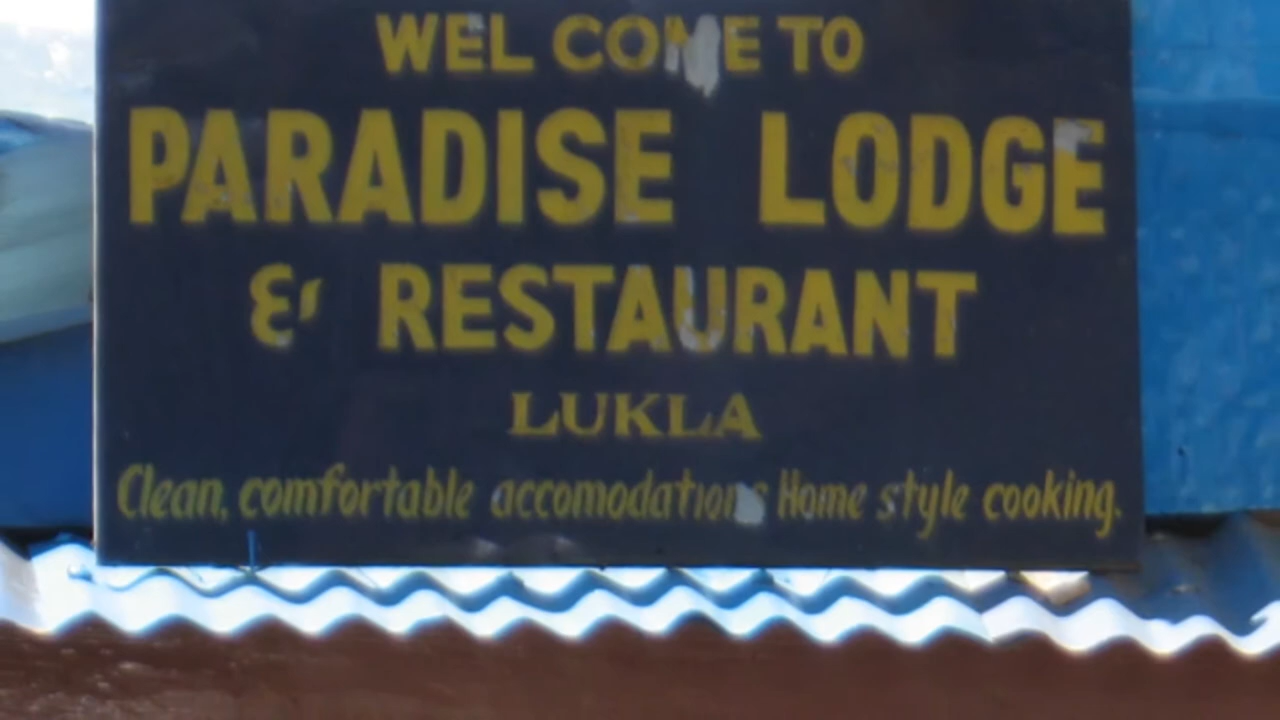 WEL COME TO
PARADISE LODGE
& RESTAURANT
LUKLA
Clean, comfortable accomodations Home style cooking.